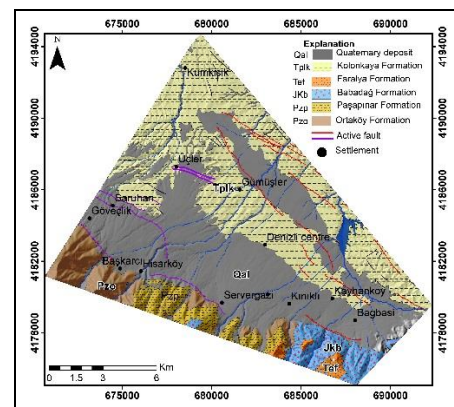 675000 680000 685000 690000
4194000 4190000 4186000 4182000 4178000
4194000 4190000 4186000 4182000 4178000
Explanation
Qal Quaternary deposit
Tplk Kolonkaya Formation
Tef Faralya Formation
JKb Babadağ Formation
Pzp Paşapınar Formation
Pzo Ortaköy Formation
Active fault
Settlement
Kumkısık
Üçler
Tplk Gümüşler
Saruhan
Göveçlik
Denizli centre
Başkarcı Hisarköy
Qal
Pzo
Pzp
Servergazi
Kınıklı
Kayhanköy
Bağbaşı
Jkb
Tef
0 0.5 3 6
Km
675000 680000 685000 690000